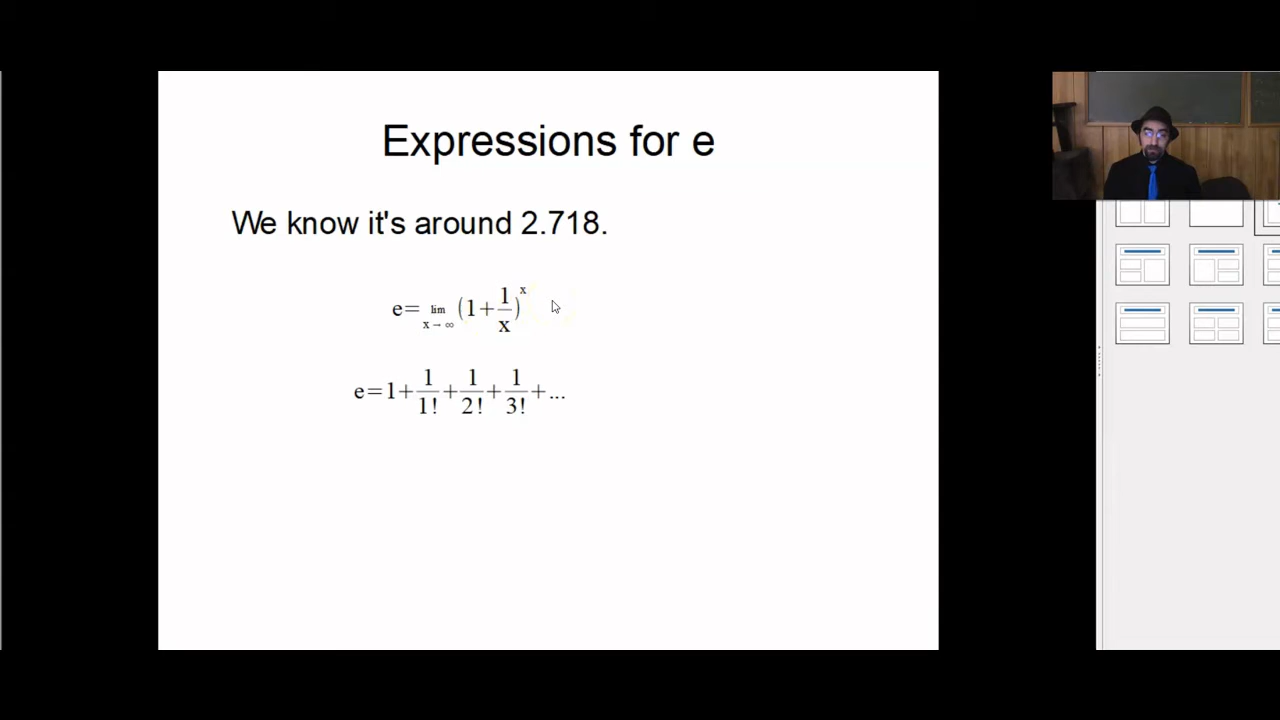 Expressions for e
We know it's around 2.718.
e = lim x→∞ (1 + 1/x)^x
e = 1 + 1/1! + 1/2! + 1/3! + ...